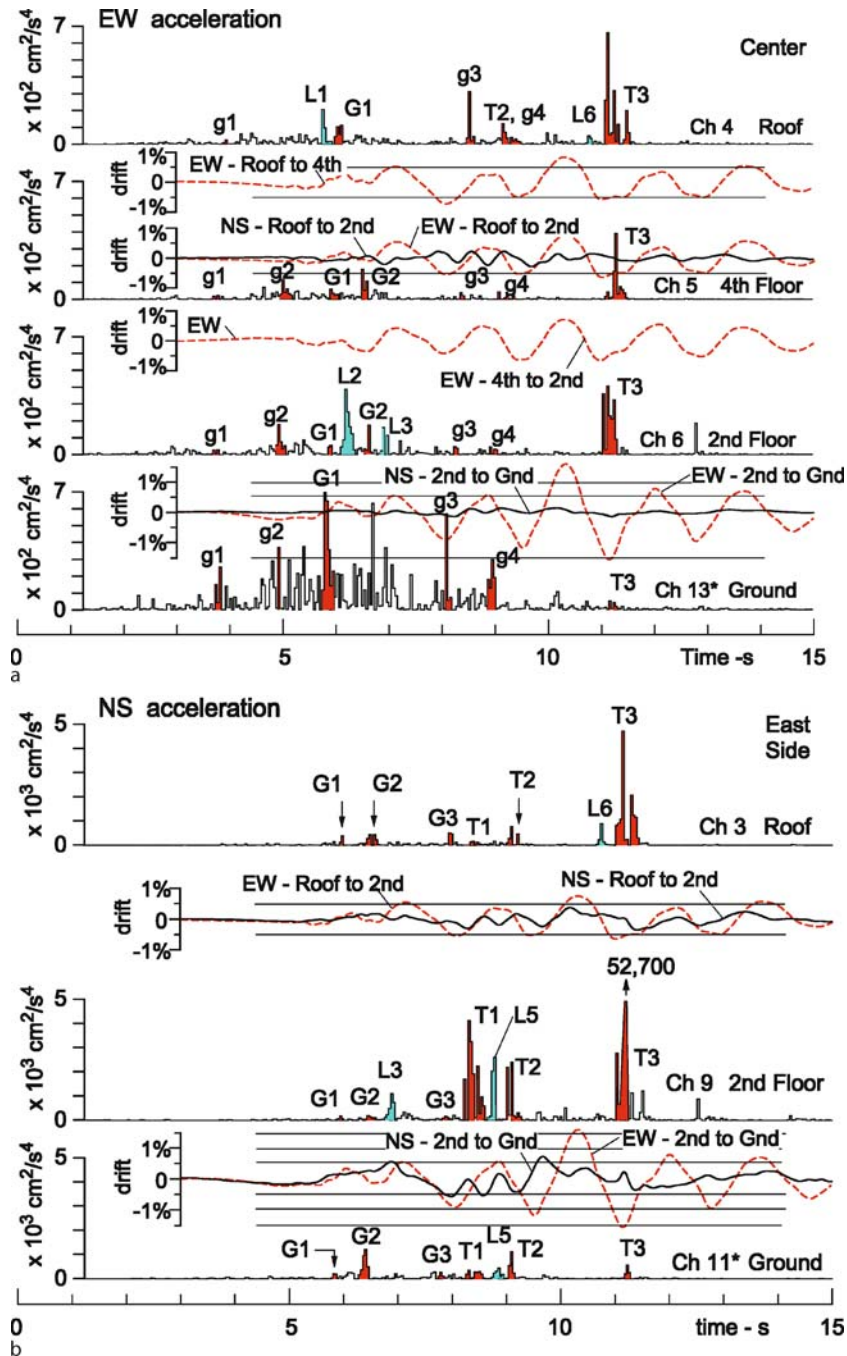 EW acceleration
7
x 10² cm²/s⁴
0
Center
g1
L1
G1
g3
T2, g4
L6
T3
Ch 4 Roof
drift
1%
0
-1%
EW - Roof to 4th
7
x 10² cm²/s⁴
0
drift
1%
0
-1%
NS - Roof to 2nd
EW - Roof to 2nd
g1
g2
G1
G2
g3
g4
T3
Ch 5 4th Floor
drift
1%
0
-1%
EW
EW - 4th to 2nd
7
x 10² cm²/s⁴
0
g1
g2
G1
L2
G2
L3
g3
g4
T3
Ch 6 2nd Floor
drift
1%
0
-1%
NS - 2nd to Gnd
EW - 2nd to Gnd
7
x 10² cm²/s⁴
0
g1
g2
G1
g3
g4
T3
Ch 13* Ground
0
5
10
Time -s
15
a
NS acceleration
5
x 10³ cm²/s⁴
0
East
Side
G1
G2
G3
T1
T2
L6
T3
Ch 3 Roof
drift
1%
0
-1%
EW - Roof to 2nd
NS - Roof to 2nd
52,700
5
x 10³ cm²/s⁴
0
G1
G2
L3
G3
T1
L5
T2
T3
Ch 9 2nd Floor
drift
1%
0
-1%
NS - 2nd to Gnd
EW - 2nd to Gnd
5
x 10³ cm²/s⁴
0
G1
G2
G3
T1
L5
T2
T3
Ch 11* Ground
0
5
10
time - s
15
b